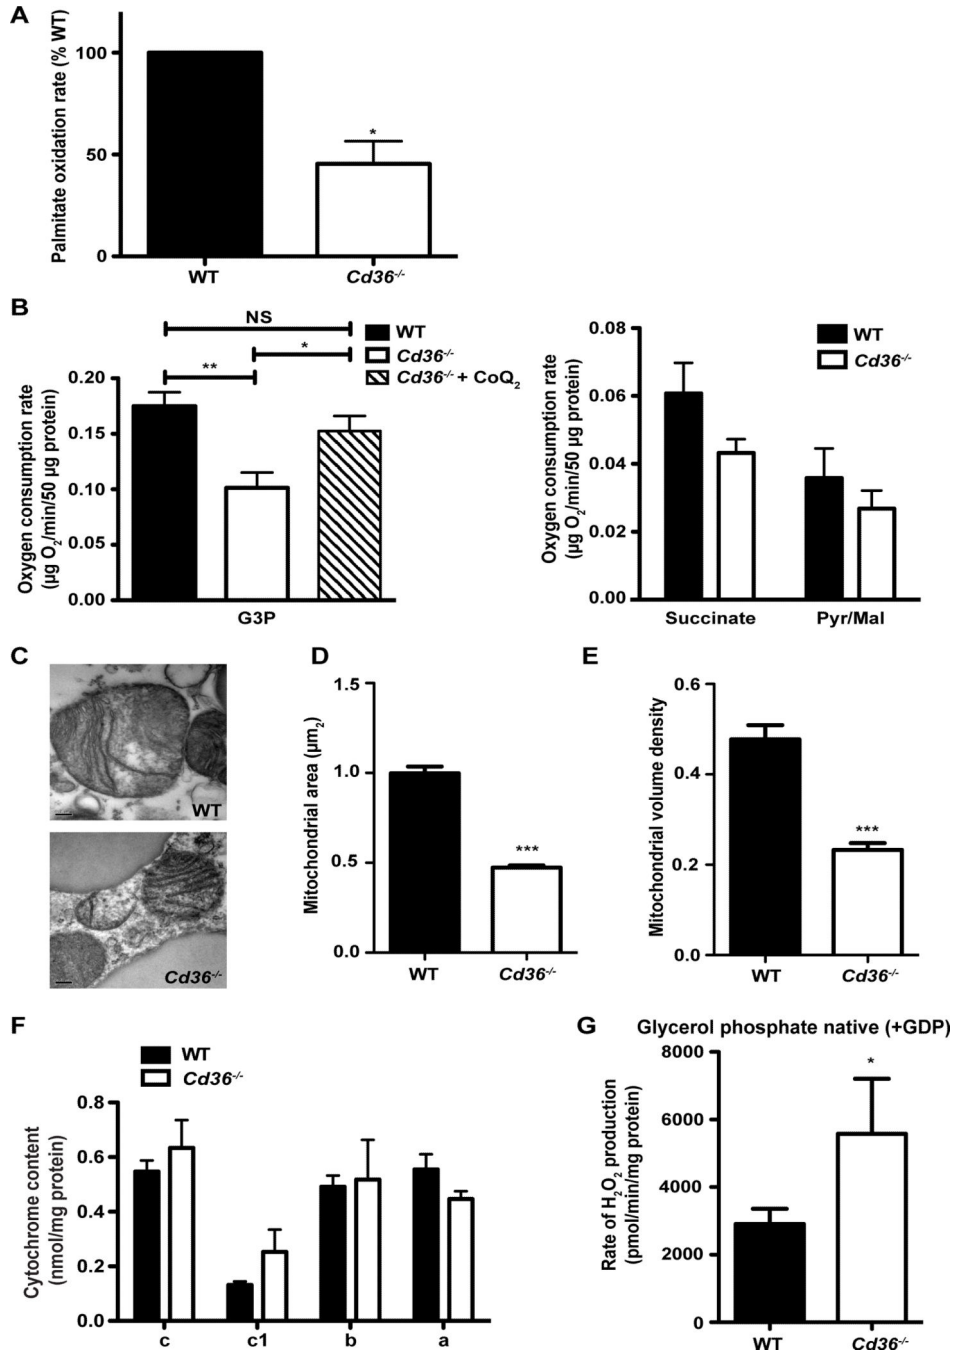 A
Palmitate oxidation rate (% WT)
100
50
0
WT
Cd36-/-
B
NS
**
*
WT
Cd36-/-
Cd36-/- + CoQ2
Oxygen consumption rate
(µg O2/min/50 µg protein)
0.20
0.15
0.10
0.05
0.00
G3P
WT
Cd36-/-
Oxygen consumption rate
(µg O2/min/50 µg protein)
0.08
0.06
0.04
0.02
0.00
Succinate Pyr/Mal
C
WT
Cd36-/-
D
Mitochondrial area (µm2)
1.5
1.0
0.5
0.0
***
WT
Cd36-/-
E
Mitochondrial volume density
0.6
0.4
0.2
0.0
***
WT
Cd36-/-
F
WT
Cd36-/-
Cytochrome content
(nmol/mg protein)
0.8
0.6
0.4
0.2
0.0
c c1 b a
G
Glycerol phosphate native (+GDP)
Rate of H2O2 production
(pmol/min/mg protein)
8000
6000
4000
2000
0
*
WT
Cd36-/-